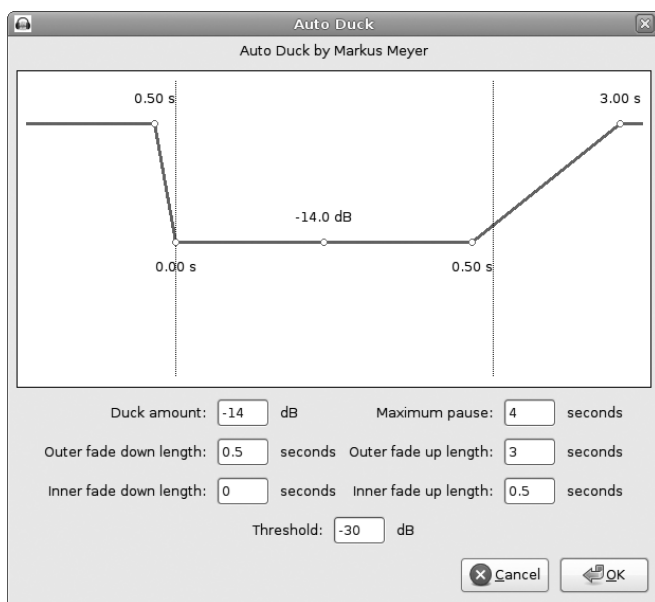 Auto Duck
Auto Duck by Markus Meyer
0.50 s
3.00 s
-14.0 dB
0.00 s
0.50 s
Duck amount: -14 dB Maximum pause: 4 seconds
Outer fade down length: 0.5 seconds Outer fade up length: 3 seconds
Inner fade down length: 0 seconds Inner fade up length: 0.5 seconds
Threshold: -30 dB
Cancel OK